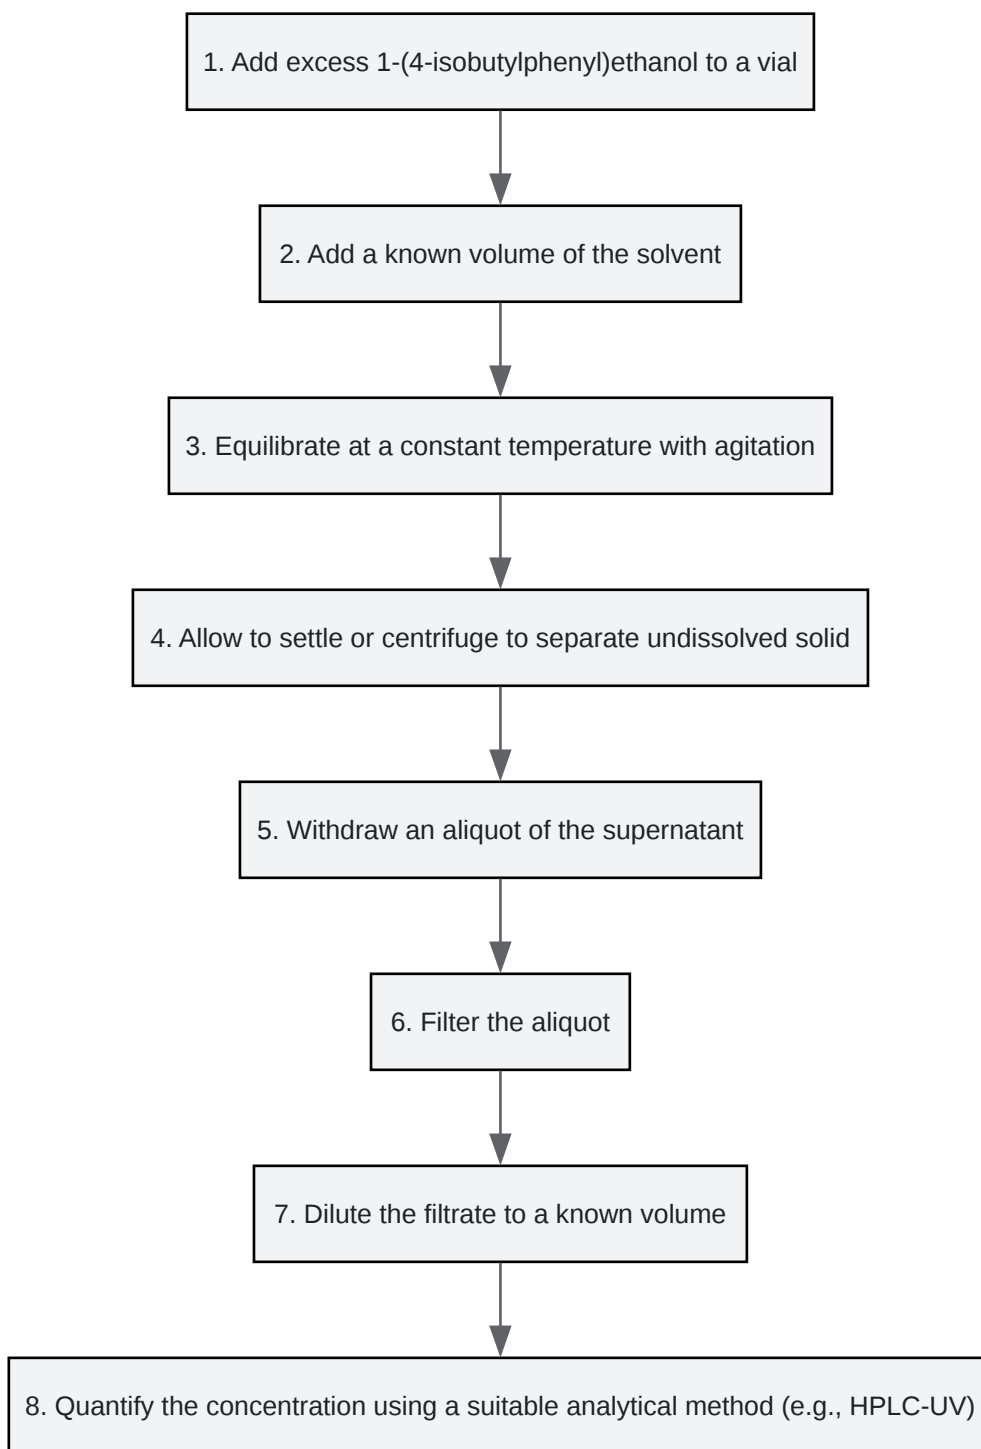 1. Add excess 1-(4-isobutylphenyl)ethanol to a vial
2. Add a known volume of the solvent
3. Equilibrate at a constant temperature with agitation
4. Allow to settle or centrifuge to separate undissolved solid
5. Withdraw an aliquot of the supernatant
6. Filter the aliquot
7. Dilute the filtrate to a known volume
8. Quantify the concentration using a suitable analytical method (e.g., HPLC-UV)